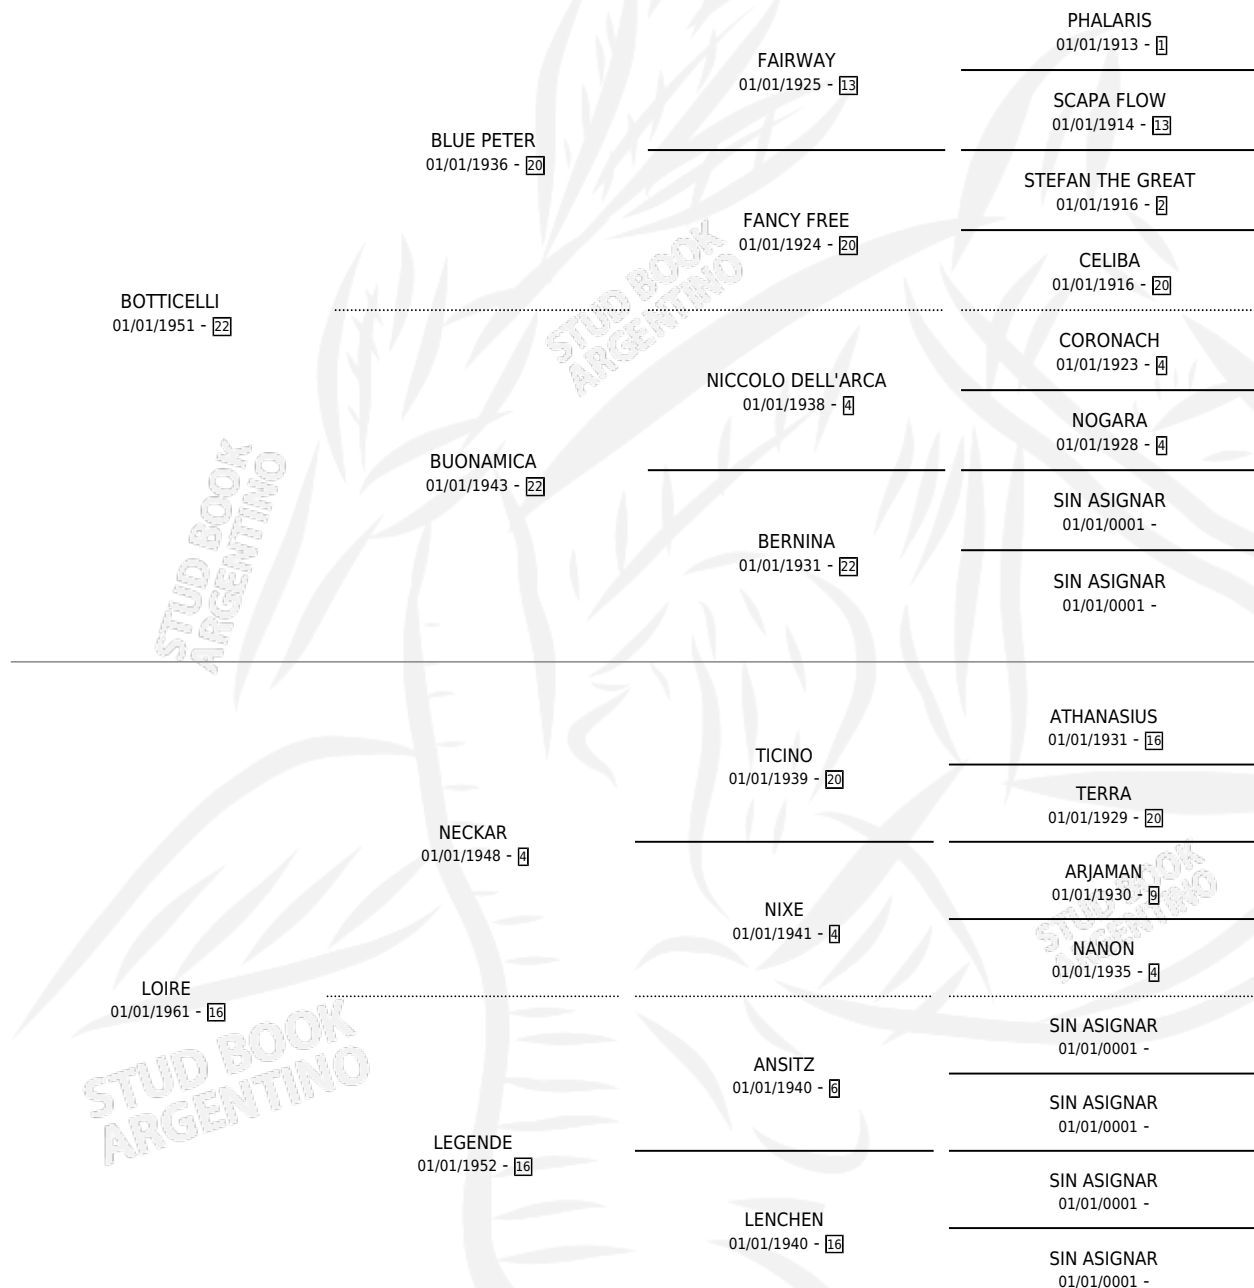 PHALARIS
01/01/1913 - 1
FAIRWAY
01/01/1925 - 13
SCAPA FLOW
01/01/1914 - 13
BLUE PETER
01/01/1936 - 20
STEFAN THE GREAT
01/01/1916 - 2
FANCY FREE
01/01/1924 - 20
CELIBA
01/01/1916 - 20
BOTTICELLI
01/01/1951 - 22
STUD BOOK
ARGENTINO
CORONACH
01/01/1923 - 4
NICCOLO DELL'ARCA
01/01/1938 - 4
NOGARA
01/01/1928 - 4
BUONAMICA
01/01/1943 - 22
SIN ASIGNAR
01/01/0001 -
BERNINA
01/01/1931 - 22
SIN ASIGNAR
01/01/0001 -
STUD BOOK
ARGENTINO
ATHANASIUS
01/01/1931 - 16
TICINO
01/01/1939 - 20
TERRA
01/01/1929 - 20
NECKAR
01/01/1948 - 4
ARJAMAN
01/01/1930 - 9
NIXE
01/01/1941 - 4
NANON
01/01/1935 - 4
STUD BOOK
ARGENTINO
LOIRE
01/01/1961 - 16
SIN ASIGNAR
01/01/0001 -
ANSITZ
01/01/1940 - 6
SIN ASIGNAR
01/01/0001 -
STUD BOOK
ARGENTINO
LEGENDE
01/01/1952 - 16
SIN ASIGNAR
01/01/0001 -
LENCHEN
01/01/1940 - 16
SIN ASIGNAR
01/01/0001 -